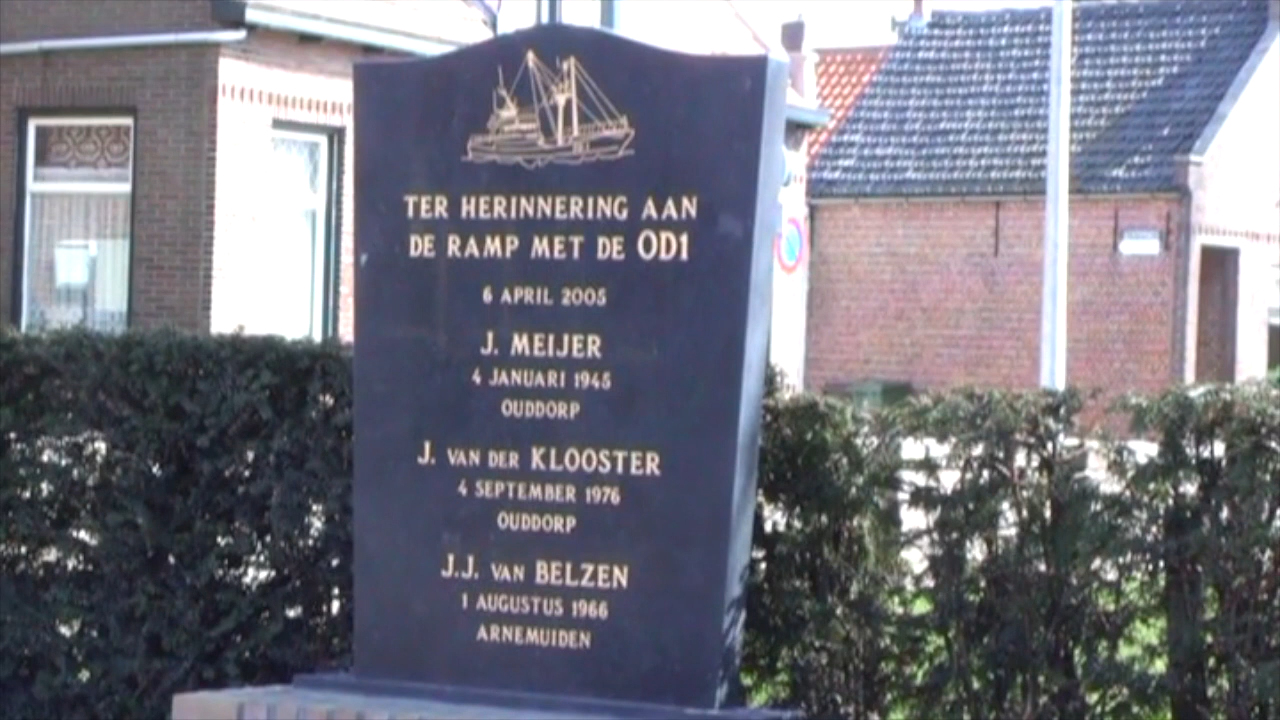 TER HERINNERING AAN
DE RAMP MET DE OD1
6 APRIL 2005
J. MEIJER
4 JANUARI 1945
OUDDORP
J. VAN DER KLOOSTER
4 SEPTEMBER 1976
OUDDORP
J.J. VAN BELZEN
1 AUGUSTUS 1966
ARNEMUIDEN